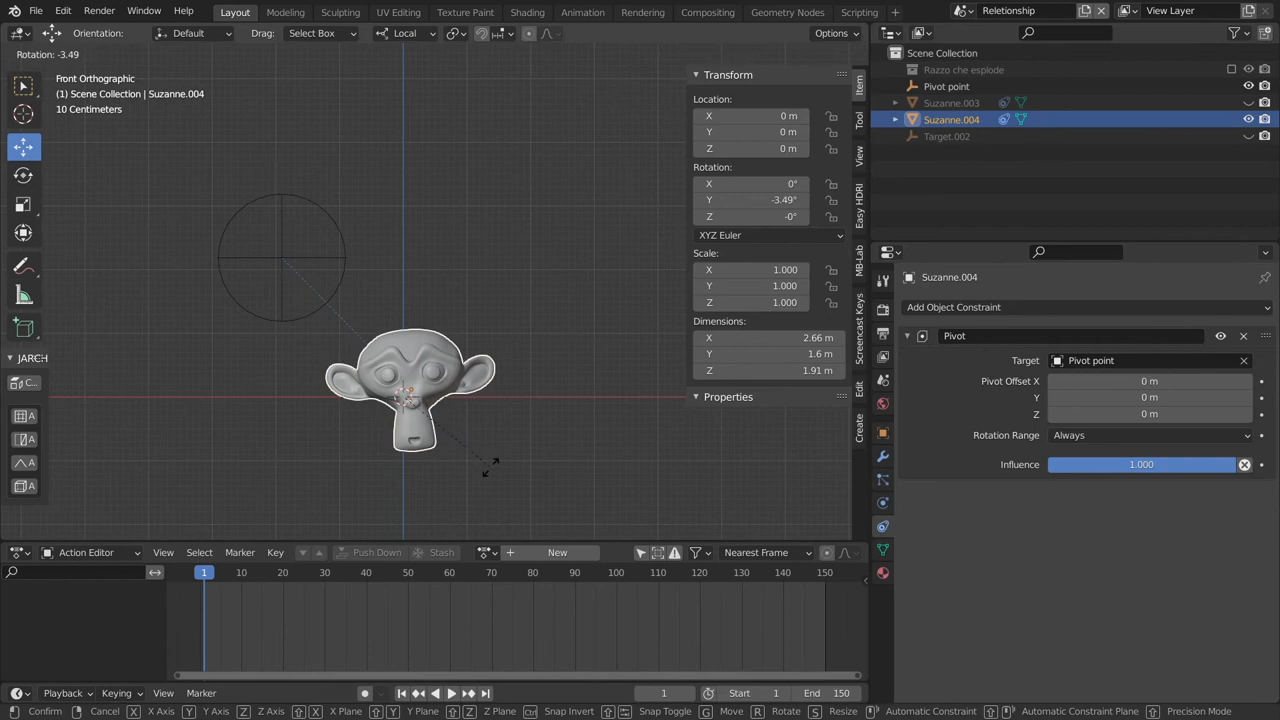 File Edit Render Window Help Layout Modeling Sculpting UV Editing Texture Paint Shading Animation Rendering Compositing Geometry Nodes Scripting + Relationship View Layer
Orientation: Default Drag: Select Box Local Options
Rotation: -3.49
Front Orthographic
(1) Scene Collection | Suzanne.004
10 Centimeters
JARCH
C...
A
A
A
A
Transform
Location:
X 0 m
Y 0 m
Z 0 m
Rotation:
X 0°
Y -3.49°
Z -0°
XYZ Euler
Scale:
X 1.000
Y 1.000
Z 1.000
Dimensions:
X 2.66 m
Y 1.6 m
Z 1.91 m
Properties
Item
Tool
View
Easy HDRI
MB-Lab
Screencast Keys
Edit
Create
Scene Collection
Razzo che esplode
Pivot point
Suzanne.003
Suzanne.004
Target.002
Suzanne.004
Add Object Constraint
Pivot
Target Pivot point
Pivot Offset X 0 m
Y 0 m
Z 0 m
Rotation Range Always
Influence 1.000
Action Editor View Select Marker Key Push Down Stash + New Nearest Frame
1 10 20 30 40 50 60 70 80 90 100 110 120 130 140 150
Playback Keying View Marker 1 Start 1 End 150
Confirm Cancel X X Axis Y Y Axis Z Z Axis X X Plane Y Y Plane Z Z Plane Ctrl Snap Invert Snap Toggle G Move R Rotate S Resize Automatic Constraint Automatic Constraint Precision Mode